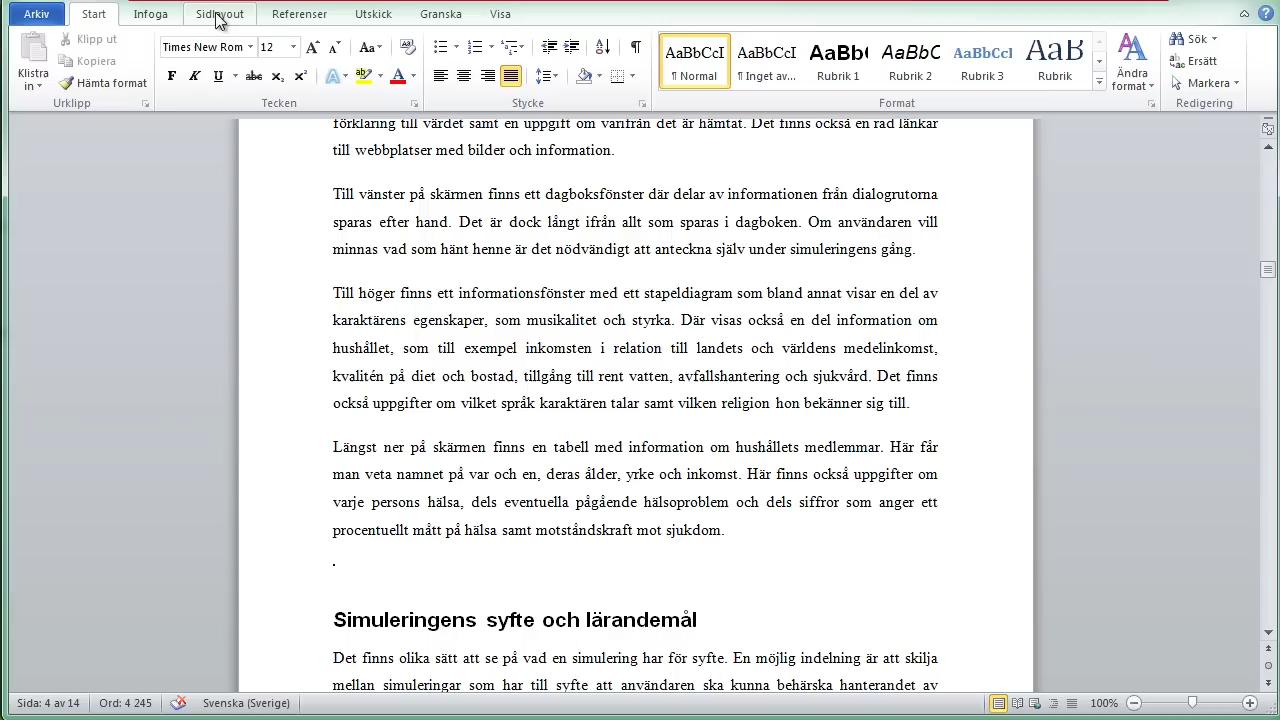 Arkiv Start Infoga Sidlayout Referenser Utskick Granska Visa
Klistra in
Klipp ut
Kopiera
Hämta format
Urklipp
Times New Rom 12
Tecken
Stycke
AaBbCcI AaBbCcI AaBb( AaBbC AaBbCcI AaB
¶ Normal ¶ Inget av... Rubrik 1 Rubrik 2 Rubrik 3 Rubrik
Ändra format
Format
Sök
Ersätt
Markera
Redigering
förklaring till värdet samt en uppgift om varifrån det är hämtat. Det finns också en rad länkar
till webbplatser med bilder och information.
Till vänster på skärmen finns ett dagboksfönster där delar av informationen från dialogrutorna
sparas efter hand. Det är dock långt ifrån allt som sparas i dagboken. Om användaren vill
minnas vad som hänt henne är det nödvändigt att anteckna själv under simuleringens gång.
Till höger finns ett informationsfönster med ett stapeldiagram som bland annat visar en del av
karaktärens egenskaper, som musikalitet och styrka. Där visas också en del information om
hushållet, som till exempel inkomsten i relation till landets och världens medelinkomst,
kvalitén på diet och bostad, tillgång till rent vatten, avfallshantering och sjukvård. Det finns
också uppgifter om vilket språk karaktären talar samt vilken religion hon bekänner sig till.
Längst ner på skärmen finns en tabell med information om hushållets medlemmar. Här får
man veta namnet på var och en, deras ålder, yrke och inkomst. Här finns också uppgifter om
varje persons hälsa, dels eventuella pågående hälsoproblem och dels siffror som anger ett
procentuellt mått på hälsa samt motståndskraft mot sjukdom.
.
Simuleringens syfte och lärandemål
Det finns olika sätt att se på vad en simulering har för syfte. En möjlig indelning är att skilja
mellan simuleringar som har till syfte att användaren ska kunna behärska hanterandet av
Sida: 4 av 14 Ord: 4 245 Svenska (Sverige) 100%